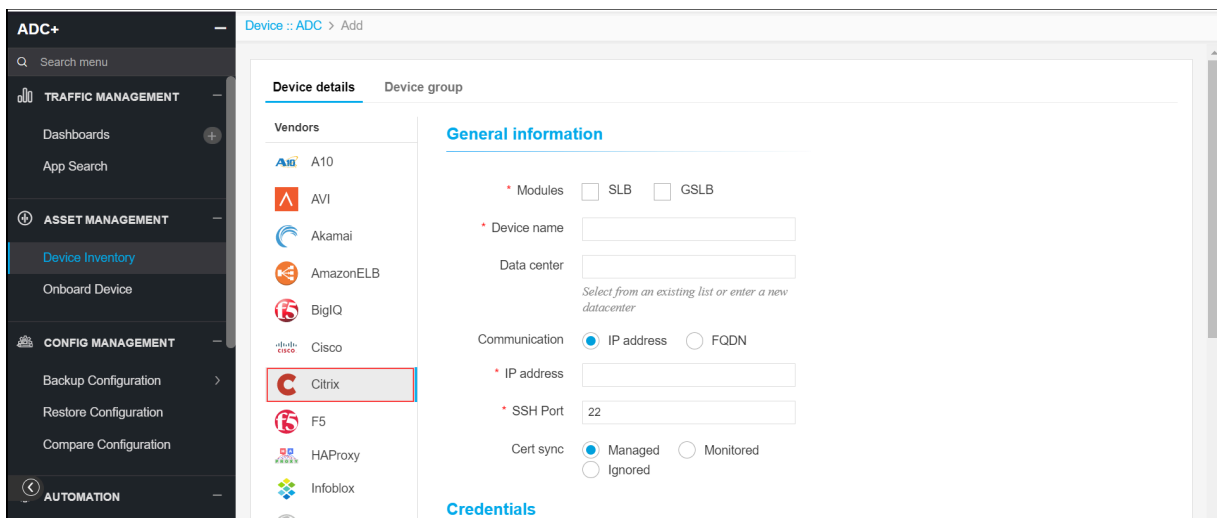 ADC+
Device :: ADC > Add
Search menu
TRAFFIC MANAGEMENT
Dashboards
App Search
ASSET MANAGEMENT
Device Inventory
Onboard Device
CONFIG MANAGEMENT
Backup Configuration
Restore Configuration
Compare Configuration
AUTOMATION
Device details Device group
Vendors
A10 A10
AVI
Akamai
AmazonELB
f5 BigIQ
CISCO Cisco
Citrix
f5 F5
HAProxy
Infoblox
General information
* Modules SLB GSLB
* Device name
Data center
Select from an existing list or enter a new
datacenter
Communication IP address FQDN
* IP address
* SSH Port 22
Cert sync Managed Monitored
Ignored
Credentials